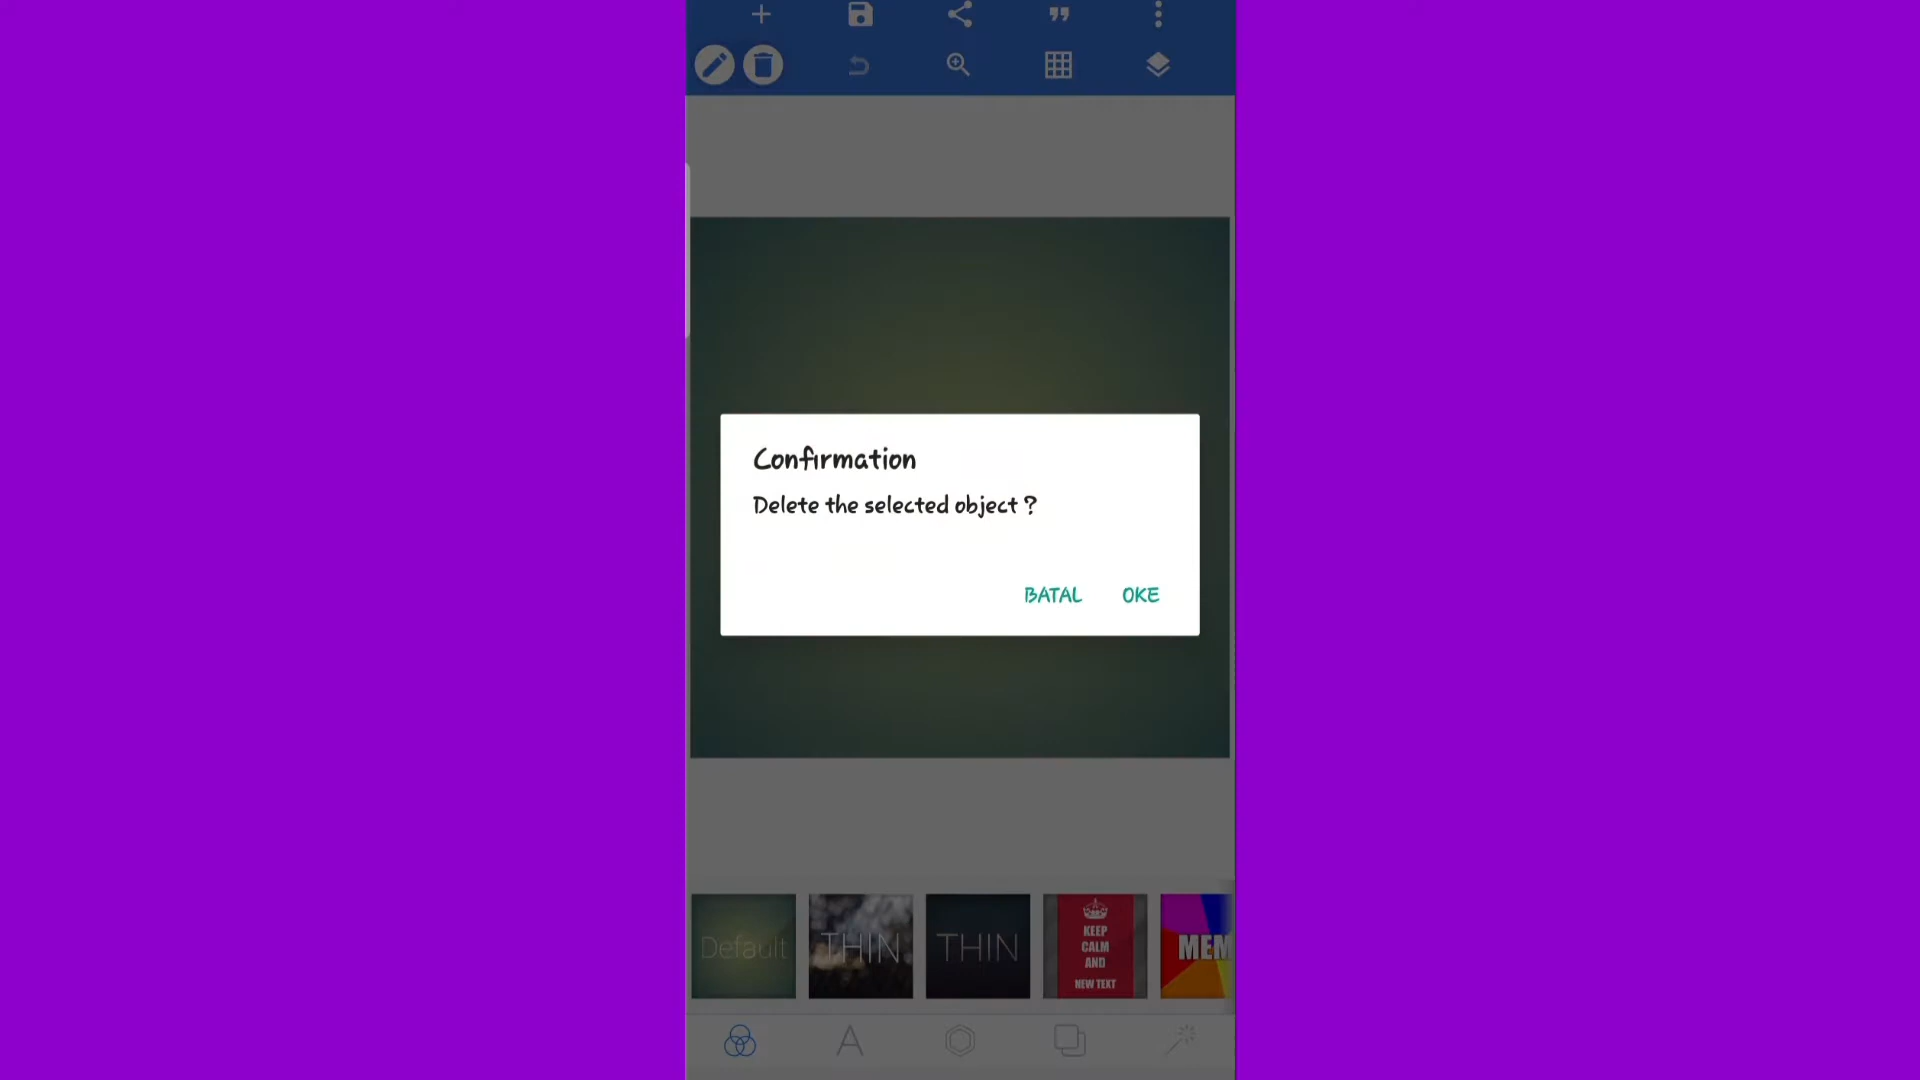 Confirmation
Delete the selected object ?
BATAL OKE
Default
THIN
THIN
KEEP
CALM
AND
NEW TEXT
MEM